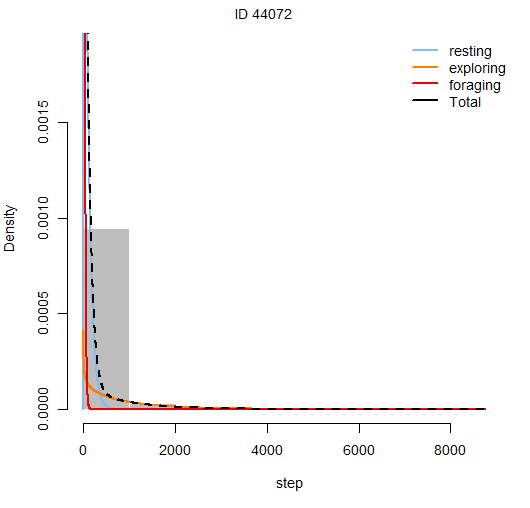 ID 44072
resting
exploring
foraging
Total
Density
0.0015
0.0010
0.0005
0.0000
0 2000 4000 6000 8000
step